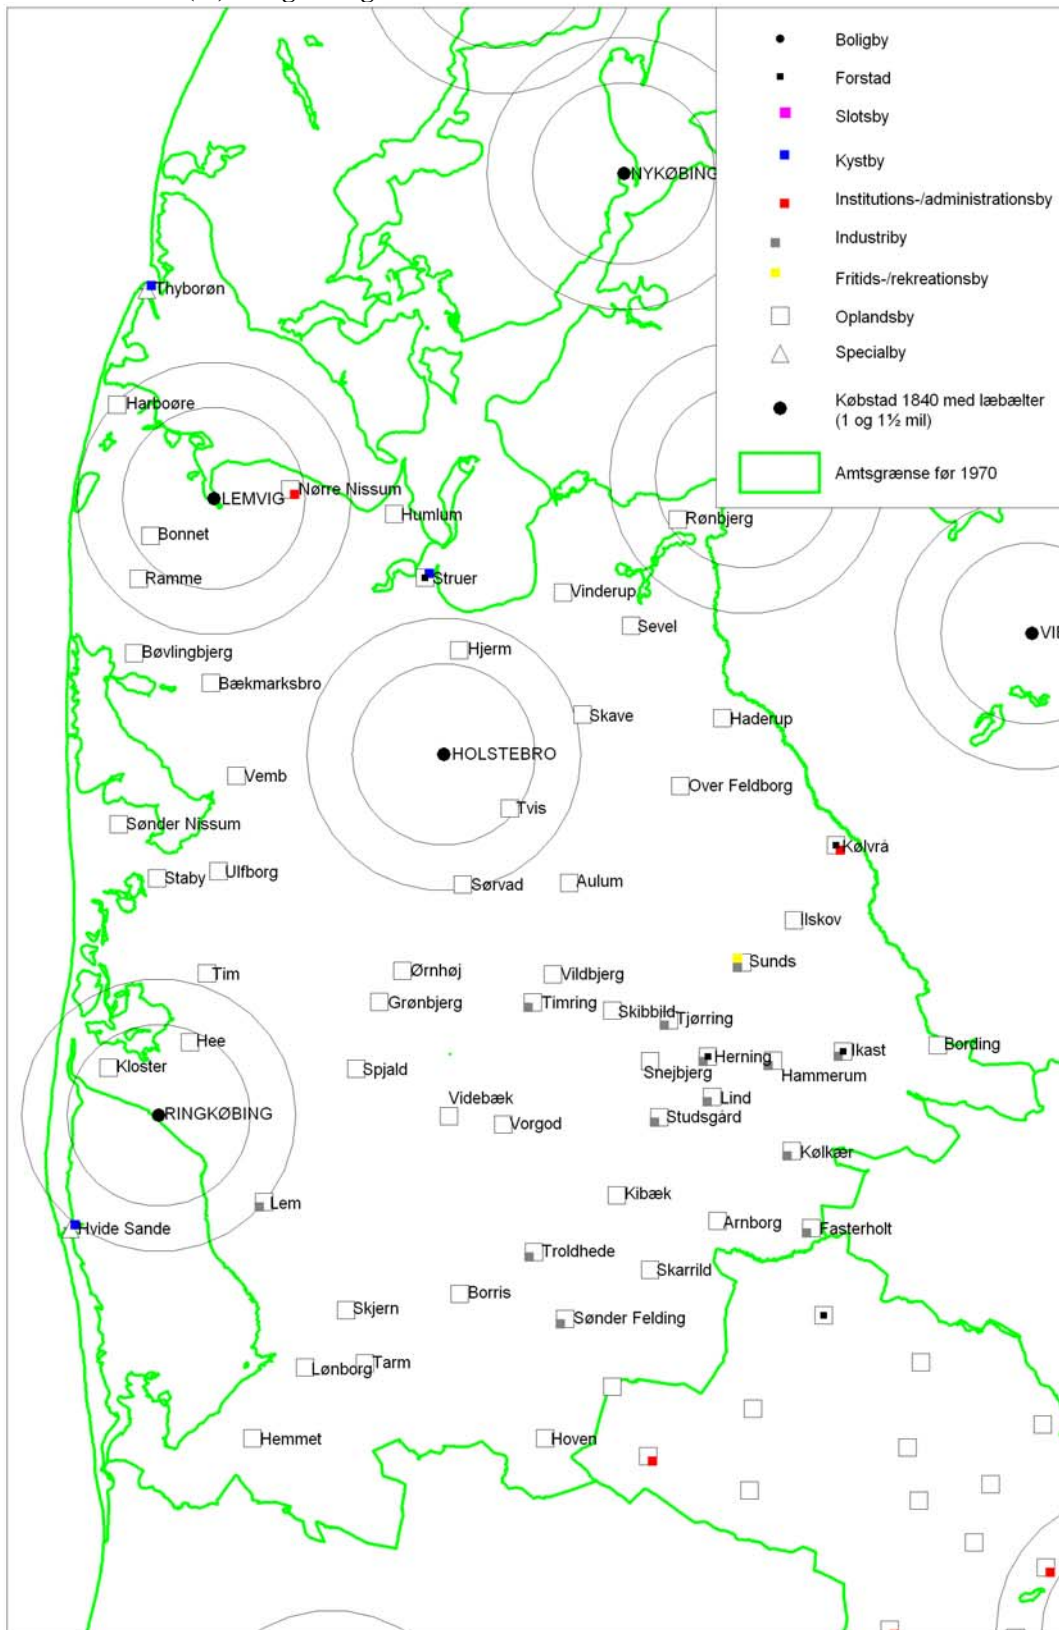 Boligby
Forstad
Slotsby
Kystby
Institutions-/administrationsby
Industriby
Fritids-/rekreationsby
Oplandsby
Specialby
Købstad 1840 med læbælter
(1 og 1½ mil)
Amtsgrænse før 1970
NYKØBING
Thyborøn
Harboøre
LEMVIG
Nørre Nissum
Humlum
Rønbjerg
Bonnet
Ramme
Struer
Vinderup
Sevel
VIB
Bøvlingbjerg
Hjerm
Bækmarksbro
Skave
Haderup
HOLSTEBRO
Vemb
Over Feldborg
Tvis
Sønder Nissum
Kølvrå
Staby
Ulfborg
Sørvad
Aulum
Ilskov
Sunds
Tim
Ørnhøj
Vildbjerg
Grønbjerg
Timring
Skibbild
Tjørring
Hee
Kloster
Spjald
Snejbjerg
Herning
Hammerum
Ikast
Bording
Videbæk
Lind
RINGKØBING
Vorgod
Studsgård
Kølkær
Lem
Kibæk
Hvide Sande
Arnborg
Fasterholt
Troldhede
Skarrild
Borris
Skjern
Sønder Felding
Lønborg
Tarm
Hemmet
Hoven